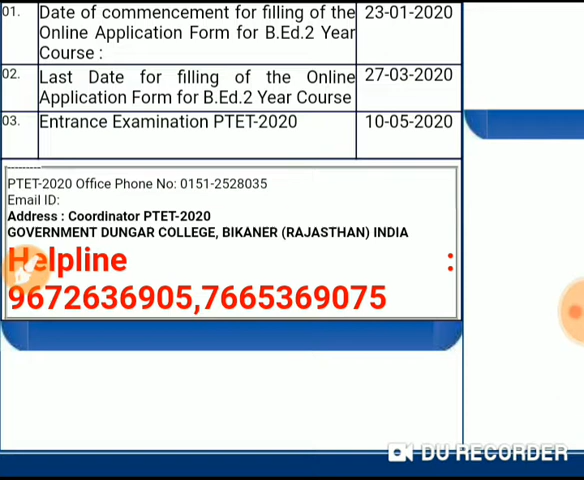 01. Date of commencement for filling of the 23-01-2020
Online Application Form for B.Ed.2 Year
Course :
02. Last Date for filling of the Online 27-03-2020
Application Form for B.Ed.2 Year Course
03. Entrance Examination PTET-2020 10-05-2020
PTET-2020 Office Phone No: 0151-2528035
Email ID:
Address : Coordinator PTET-2020
GOVERNMENT DUNGAR COLLEGE, BIKANER (RAJASTHAN) INDIA
Helpline :
9672636905,7665369075
DU RECORDER